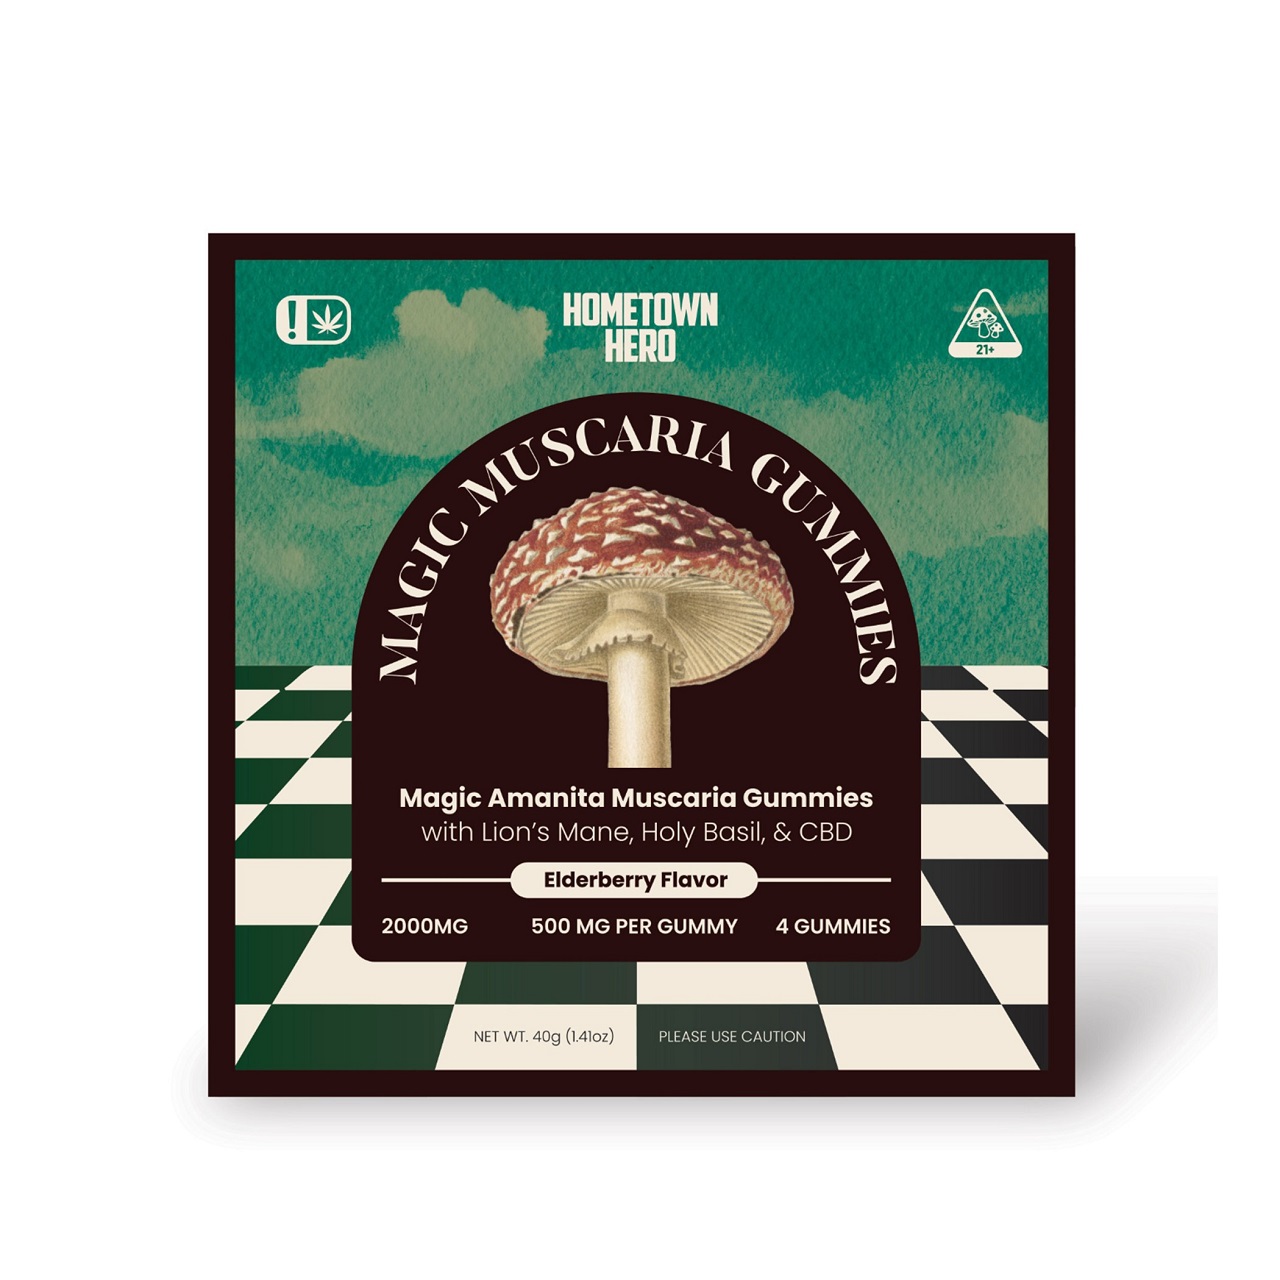 HOMETOWN
HERO
21+
MAGIC MUSCARIA GUMMIES
Magic Amanita Muscaria Gummies
with Lion's Mane, Holy Basil, & CBD
Elderberry Flavor
2000MG 500 MG PER GUMMY 4 GUMMIES
NET WT. 40g (1.41oz) PLEASE USE CAUTION